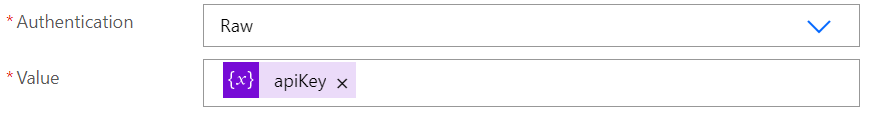 * Authentication
Raw
* Value
{x} apiKey ×